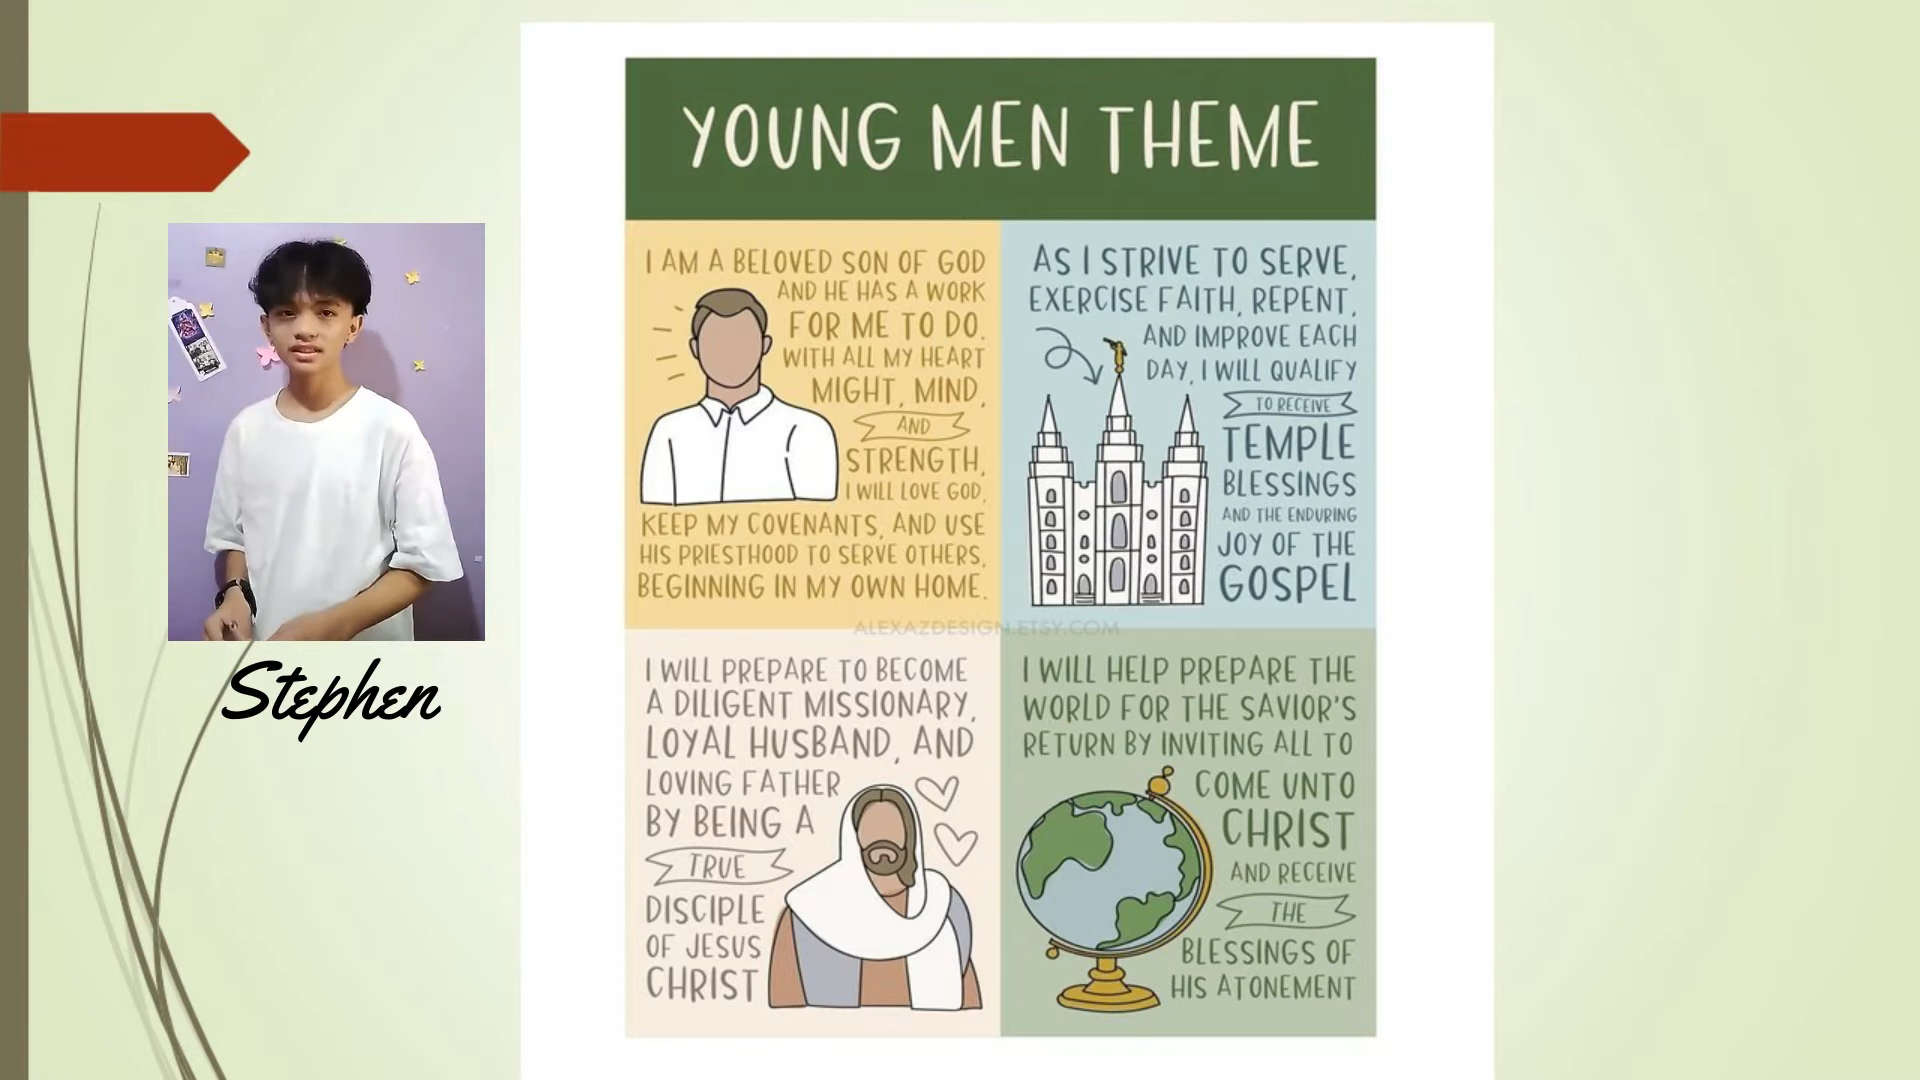 Stephen
YOUNG MEN THEME
I AM A BELOVED SON OF GOD
AND HE HAS A WORK
FOR ME TO DO.
WITH ALL MY HEART
MIGHT, MIND,
AND
STRENGTH,
I WILL LOVE GOD,
KEEP MY COVENANTS, AND USE
HIS PRIESTHOOD TO SERVE OTHERS,
BEGINNING IN MY OWN HOME.
AS I STRIVE TO SERVE,
EXERCISE FAITH, REPENT,
AND IMPROVE EACH
DAY, I WILL QUALIFY
TO RECEIVE
TEMPLE
BLESSINGS
AND THE ENDURING
JOY OF THE
GOSPEL
ALEXAZDESIGN.ETSY.COM
I WILL PREPARE TO BECOME
A DILIGENT MISSIONARY,
LOYAL HUSBAND, AND
LOVING FATHER
BY BEING A
TRUE
DISCIPLE
OF JESUS
CHRIST
I WILL HELP PREPARE THE
WORLD FOR THE SAVIOR'S
RETURN BY INVITING ALL TO
COME UNTO
CHRIST
AND RECEIVE
THE
BLESSINGS OF
HIS ATONEMENT